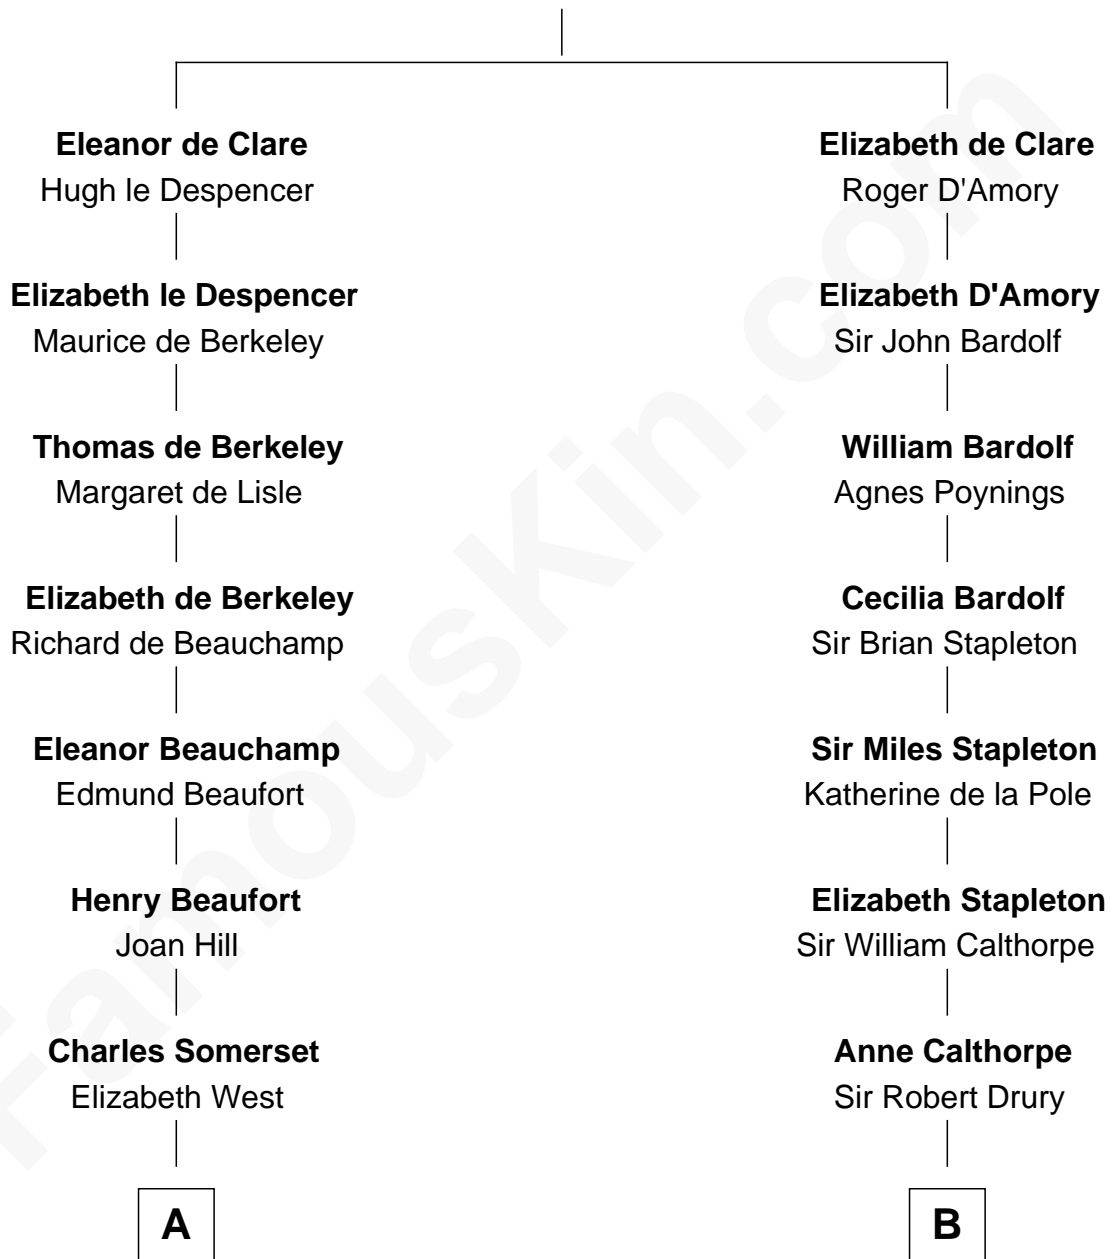 Eleanor de Clare
Hugh le Despencer
Elizabeth le Despencer
Maurice de Berkeley
Thomas de Berkeley
Margaret de Lisle
Elizabeth de Berkeley
Richard de Beauchamp
Eleanor Beauchamp
Edmund Beaufort
Henry Beaufort
Joan Hill
Charles Somerset
Elizabeth West
A
Elizabeth de Clare
Roger D'Amory
Elizabeth D'Amory
Sir John Bardolf
William Bardolf
Agnes Poynings
Cecilia Bardolf
Sir Brian Stapleton
Sir Miles Stapleton
Katherine de la Pole
Elizabeth Stapleton
Sir William Calthorpe
Anne Calthorpe
Sir Robert Drury
B
FamousKin.com